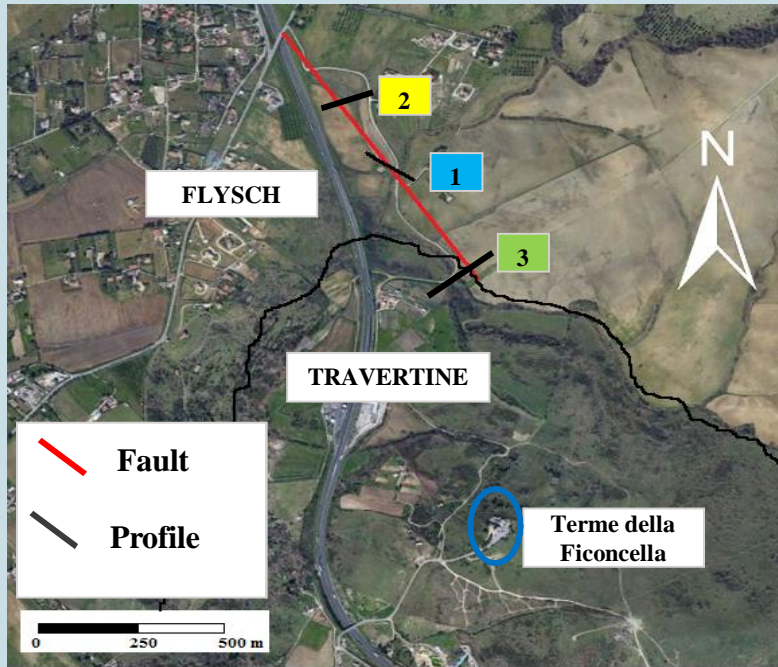 2
1
FLYSCH
N
3
TRAVERTINE
Fault
Profile
Terme della
Ficoncella
0 250 500 m